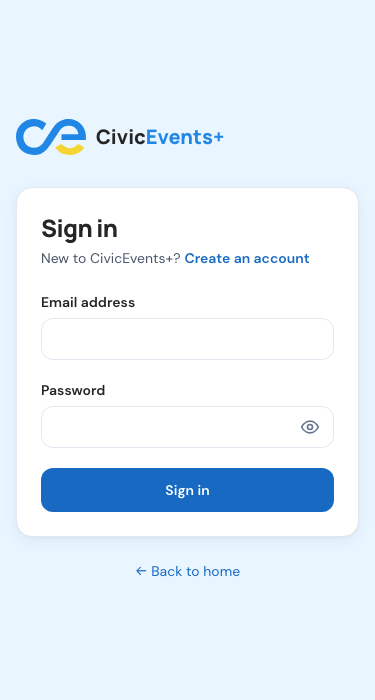 CivicEvents+
Sign in
New to CivicEvents+? Create an account
Email address
Password
Sign in
← Back to home